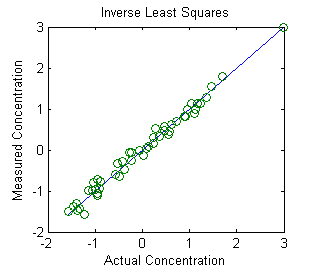 Inverse Least Squares
3
2
1
0
-1
-2
Measured Concentration
-2 -1 0 1 2 3
Actual Concentration